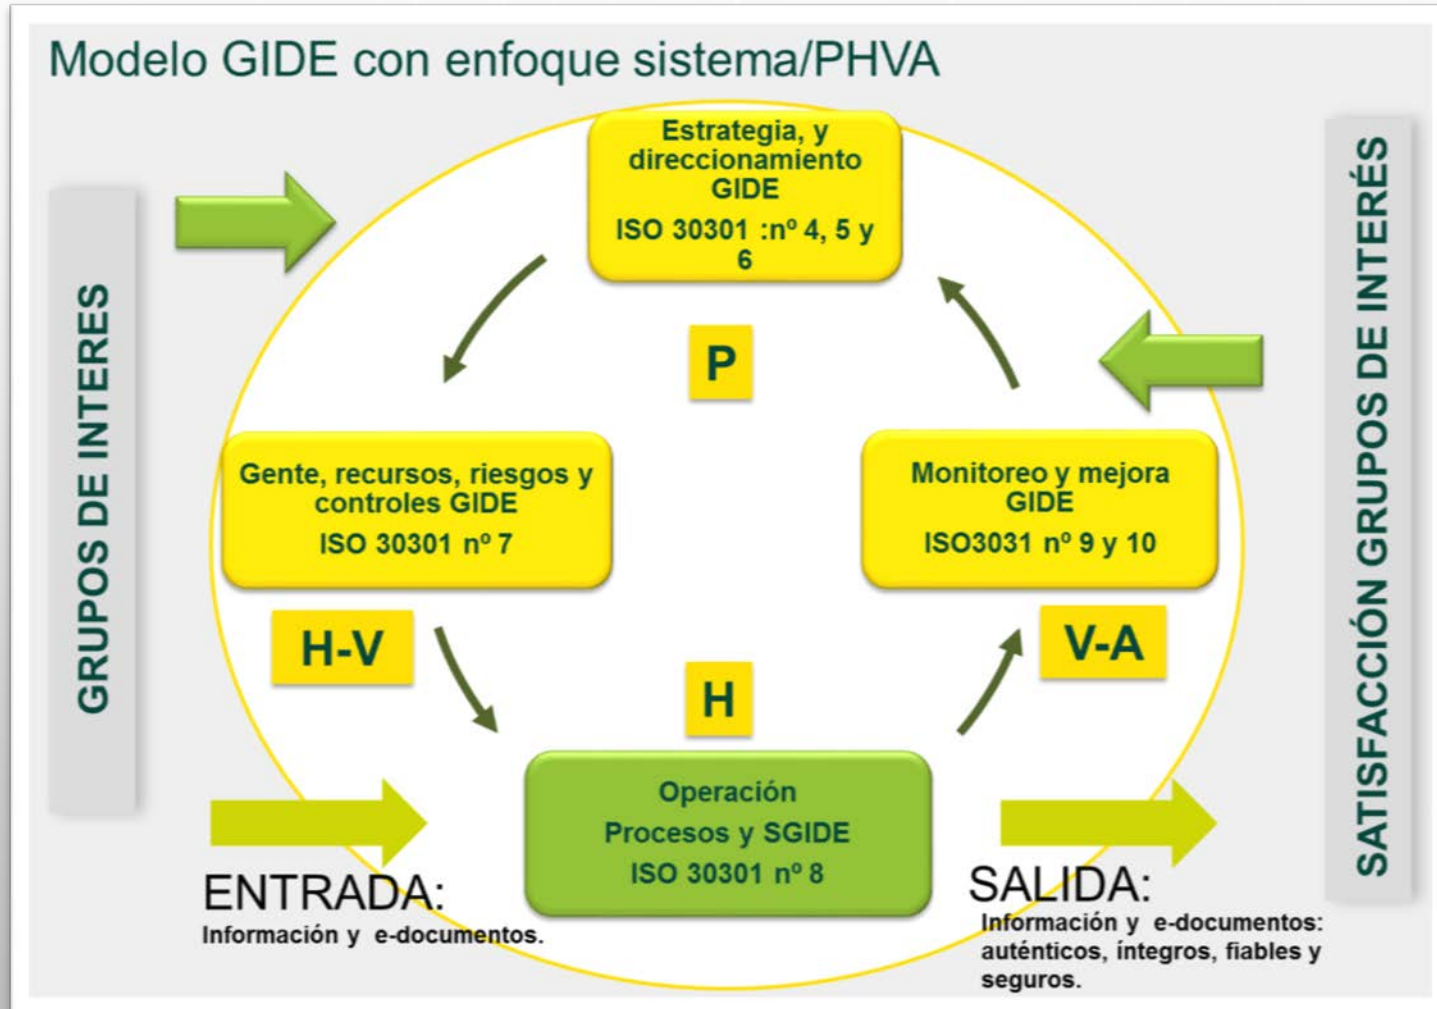 Modelo GIDE con enfoque sistema/PHVA
GRUPOS DE INTERES
Estrategia, y
direccionamiento
GIDE
ISO 30301 :nº 4, 5 y
6
P
Gente, recursos, riesgos y
controles GIDE
ISO 30301 nº 7
H-V
Monitoreo y mejora
GIDE
ISO3031 nº 9 y 10
V-A
H
Operación
Procesos y SGIDE
ISO 30301 nº 8
ENTRADA:
Información y e-documentos.
SALIDA:
Información y e-documentos:
auténticos, íntegros, fiables y
seguros.
SATISFACCIÓN GRUPOS DE INTERÉS